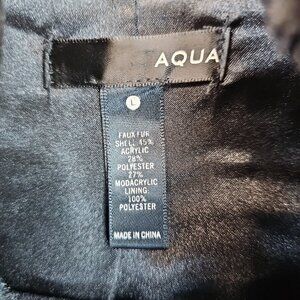 AQUA
L
FAUX FUR
SHELL: 45%
ACRYLIC
28%
POLYESTER
27%
MODACRYLIC
LINING:
100%
POLYESTER
MADE IN CHINA